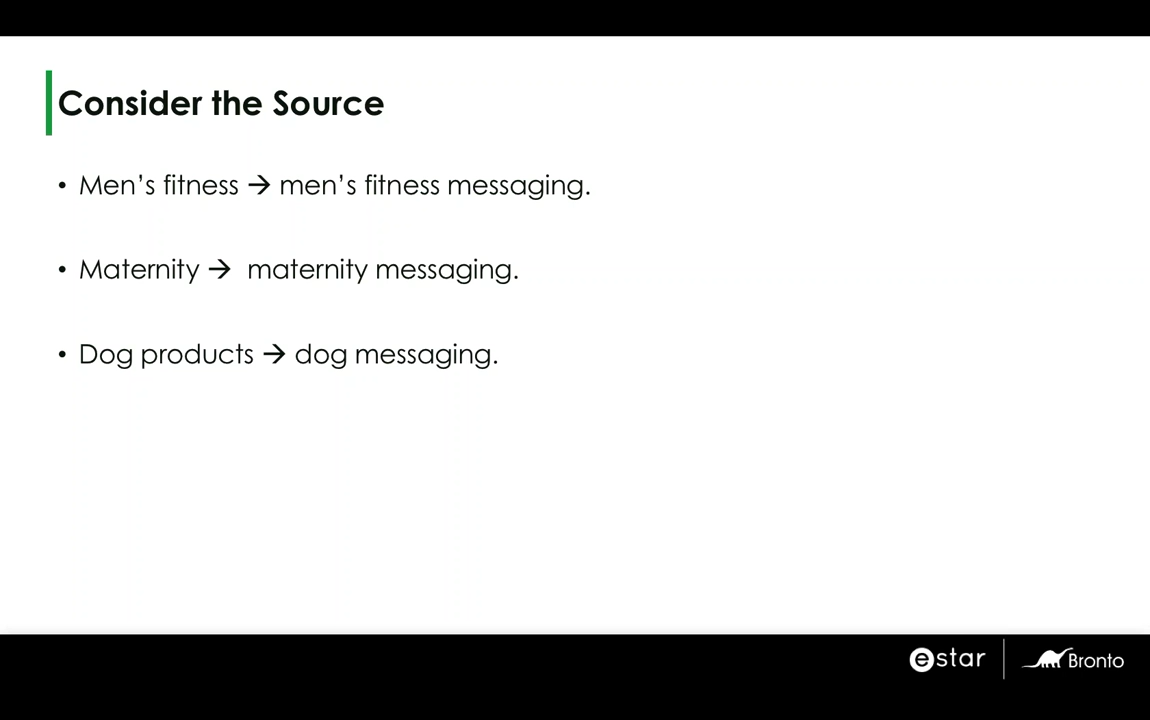 Consider the Source
• Men’s fitness → men’s fitness messaging.
• Maternity → maternity messaging.
• Dog products → dog messaging.
estar
Bronto